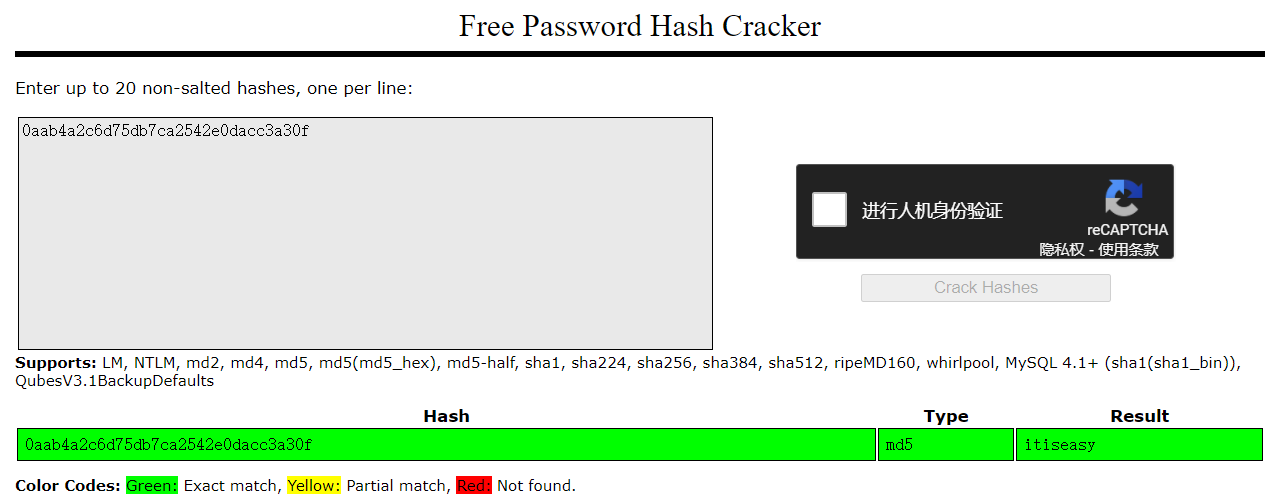 Free Password Hash Cracker
Enter up to 20 non-salted hashes, one per line:
0aab4a2c6d75db7ca2542e0dacc3a30f
进行人机身份验证
reCAPTCHA
隐私权 - 使用条款
Crack Hashes
Supports: LM, NTLM, md2, md4, md5, md5(md5_hex), md5-half, sha1, sha224, sha256, sha384, sha512, ripeMD160, whirlpool, MySQL 4.1+ (sha1(sha1_bin)),
QubesV3.1BackupDefaults
Hash Type Result
0aab4a2c6d75db7ca2542e0dacc3a30f md5 itiseasy
Color Codes: Green: Exact match, Yellow: Partial match, Red: Not found.